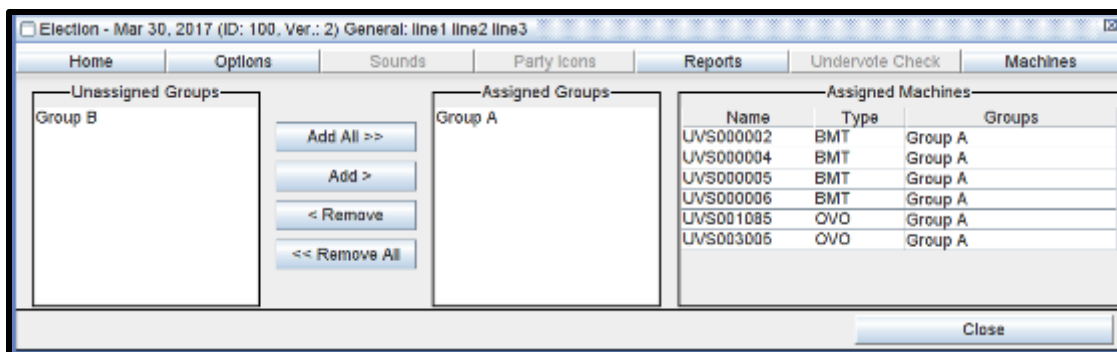 Election - Mar 30, 2017 (ID: 100, Ver.: 2) General: line1 line2 line3
Home Options Sounds Party Icons Reports Undervote Check Machines
Unassigned Groups
Group B
Add All >>
Add >
< Remove
<< Remove All
Assigned Groups
Group A
Assigned Machines
Name Type Groups
UVS000002 BMT Group A
UVS000004 BMT Group A
UVS000005 BMT Group A
UVS000006 BMT Group A
UVS001085 OVO Group A
UVS003005 OVO Group A
Close